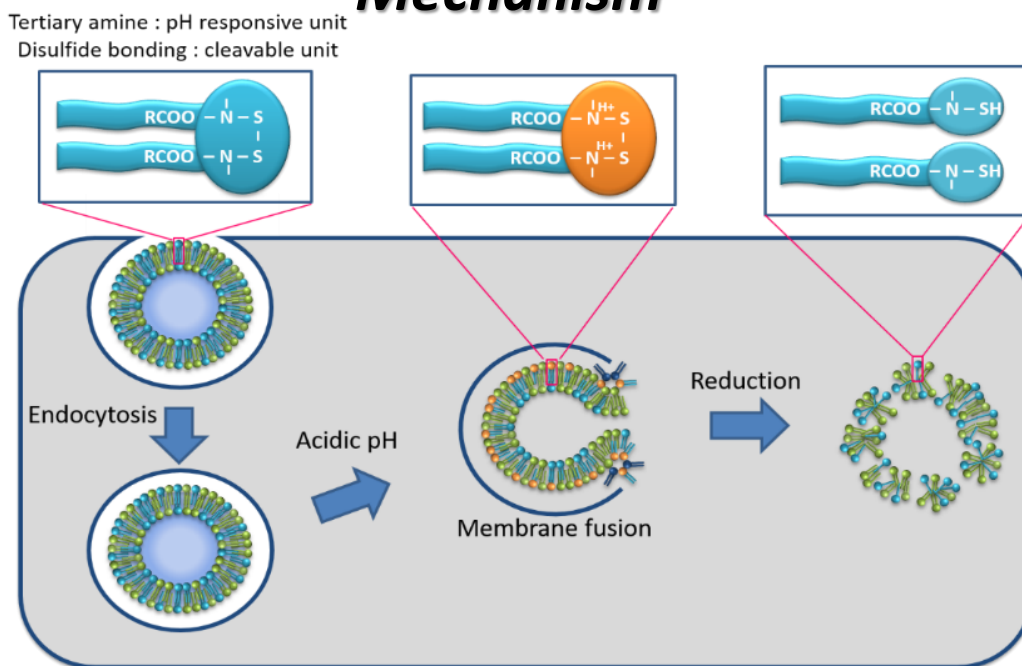 Mechanism
Tertiary amine : pH responsive unit
Disulfide bonding : cleavable unit
RCOO – N – S
RCOO – N – S
H+
RCOO – N – S
H+
RCOO – N – S
RCOO – N – SH
RCOO – N – SH
Endocytosis
Acidic pH
Membrane fusion
Reduction